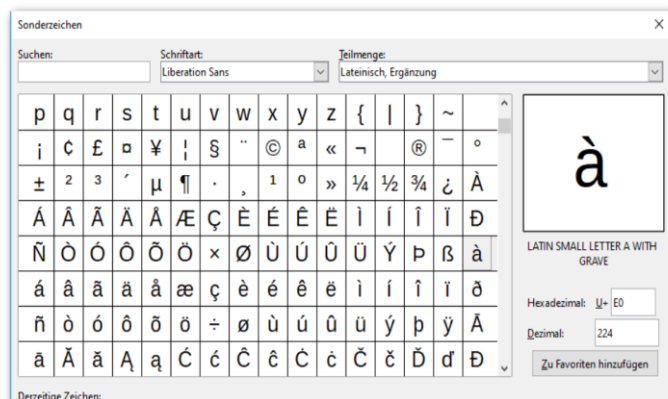 Sonderzeichen
Suchen: Schriftart: Teilmenge:
Liberation Sans Lateinisch, Ergänzung
p q r s t u v w x y z { | } ~
¡ ¢ £ ¤ ¥ ¦ § ¨ © ª « ¬ ® ¯ °
± ² ³ ´ µ ¶ · ¸ ¹ º » ¼ ½ ¾ ¿ À
Á Â Ã Ä Å Æ Ç È É Ê Ë Ì Í Î Ï Ð
Ñ Ò Ó Ô Õ Ö × Ø Ù Ú Û Ü Ý Þ ß à
á â ã ä å æ ç è é ê ë ì í î ï ð
ñ ò ó ô õ ö ÷ ø ù ú û ü ý þ ÿ Ā
ā Ă ă Ą ą Ć ć Ĉ ĉ Ċ ċ Č č Ď ď Đ
à
LATIN SMALL LETTER A WITH
GRAVE
Hexadezimal: U+ E0
Dezimal: 224
Zu Favoriten hinzufügen
Derzeitige Zeichen: